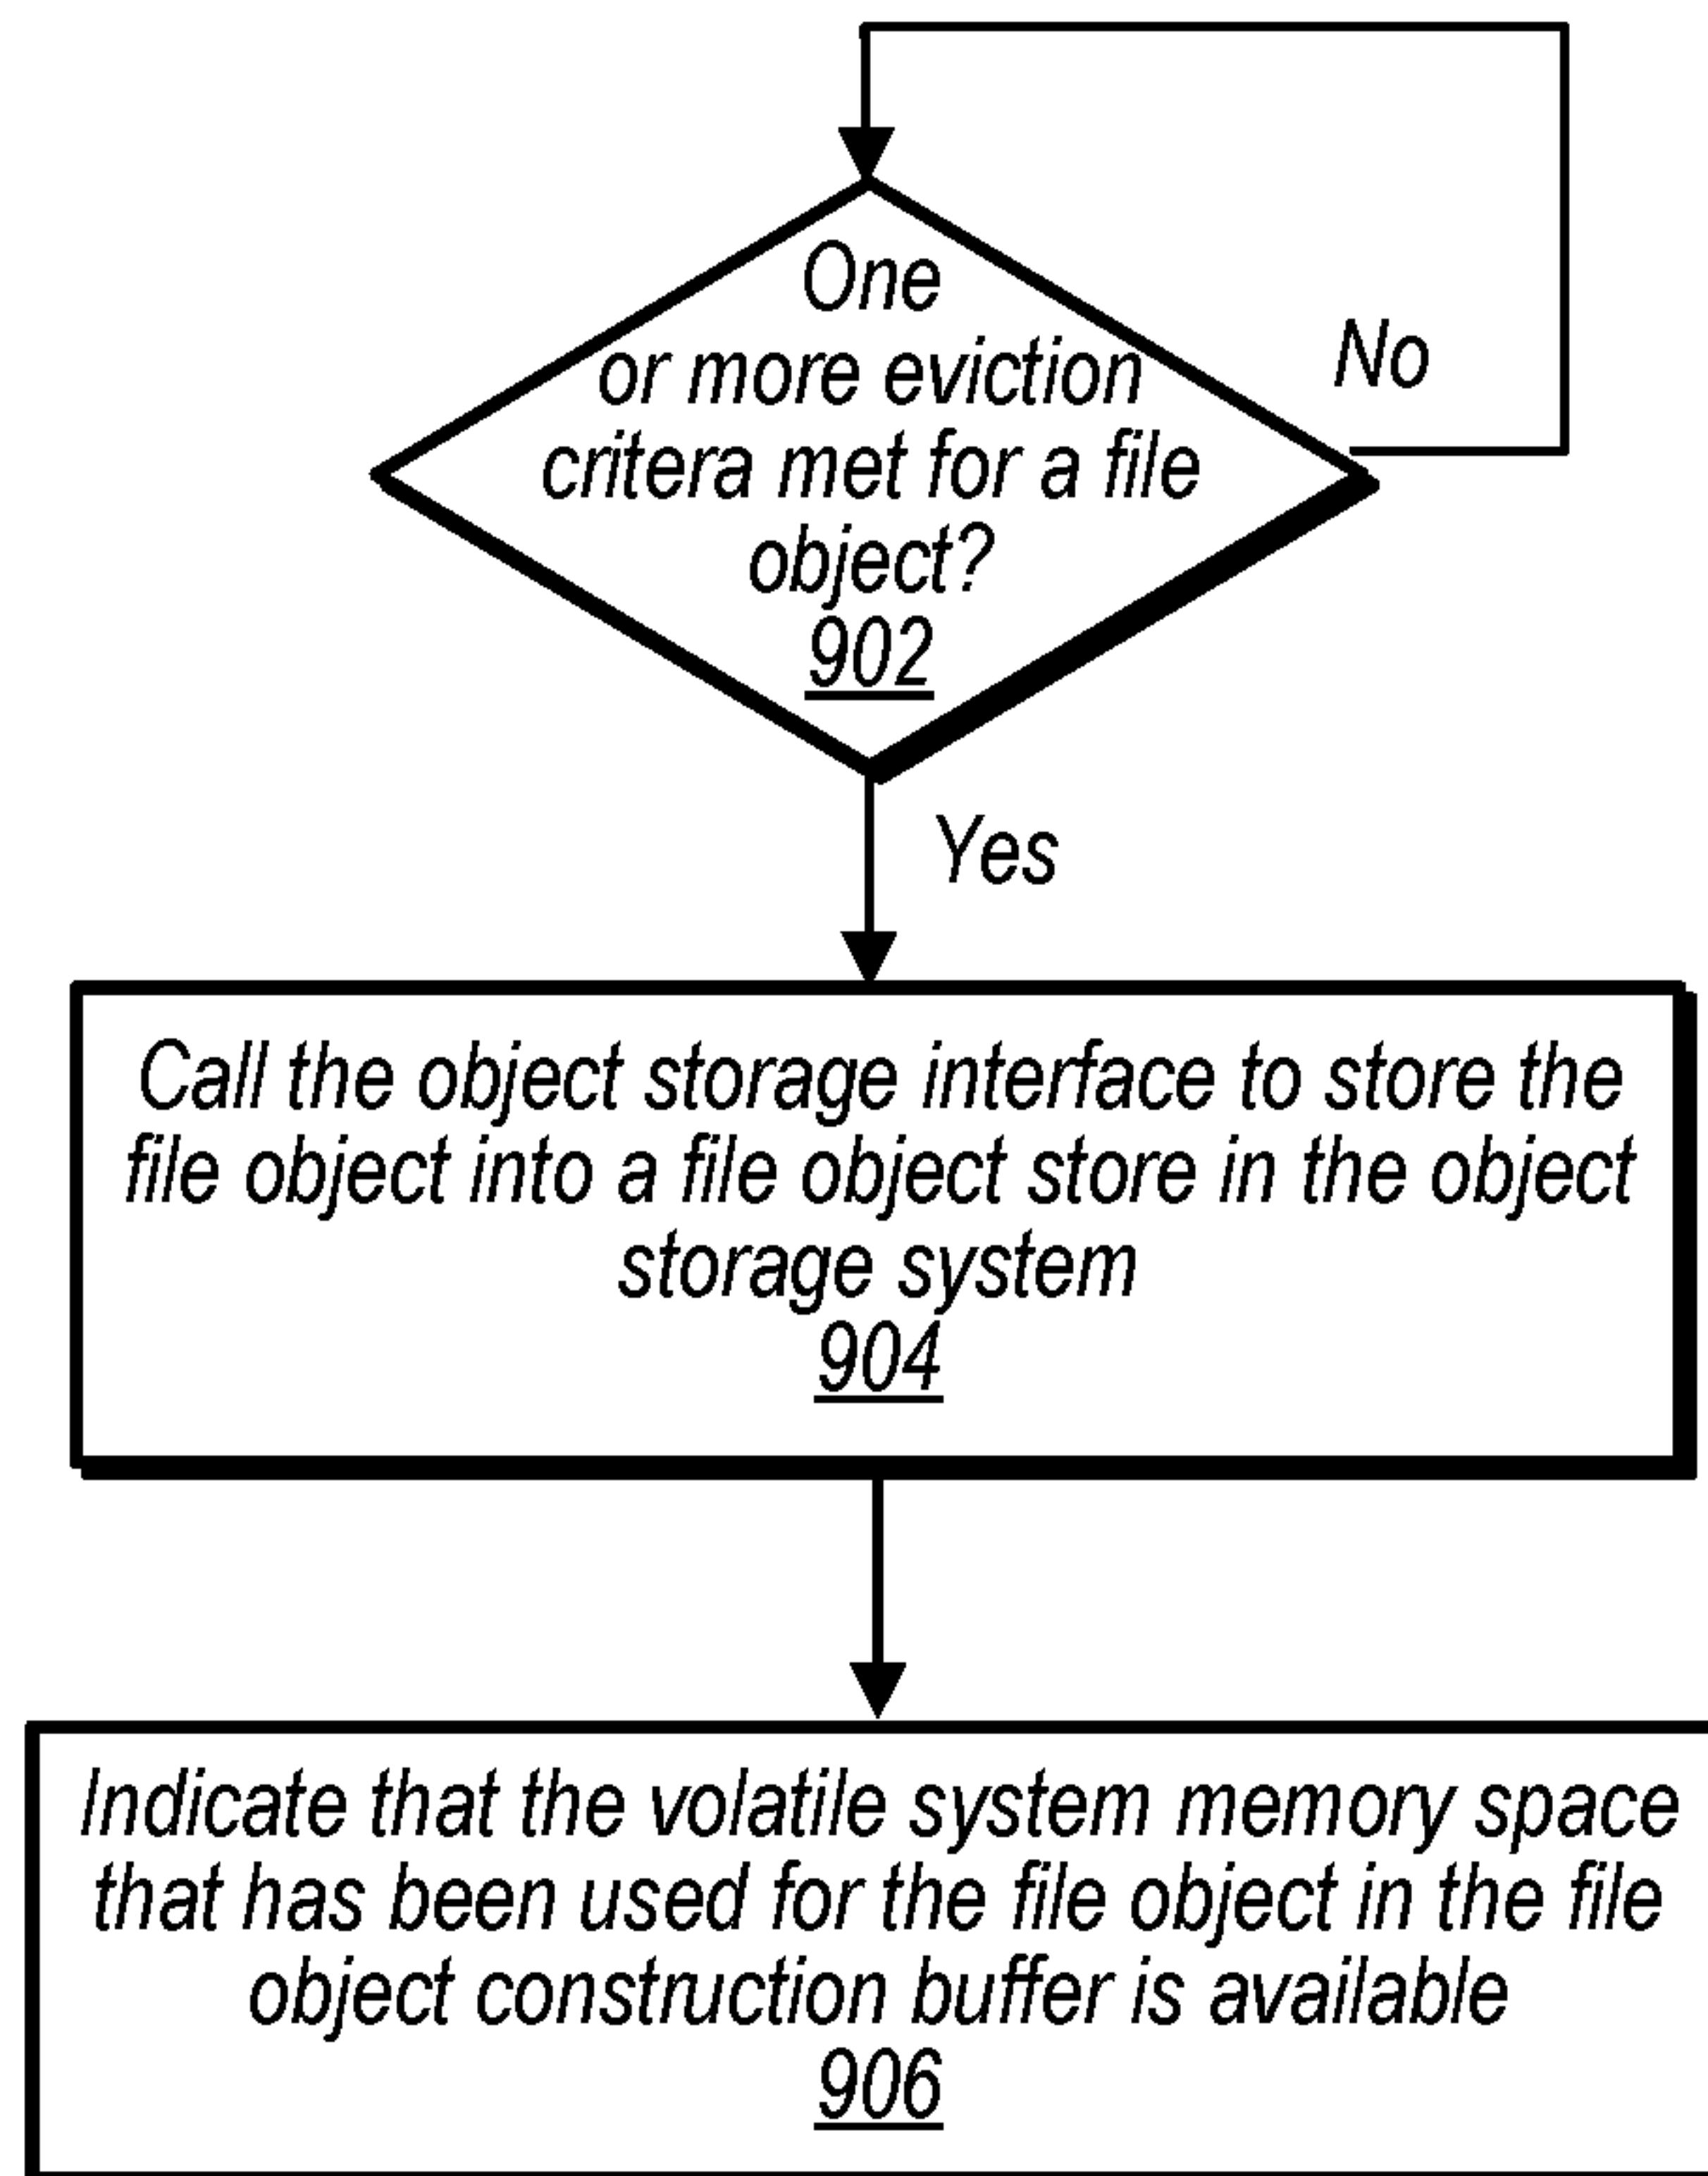 One
or more eviction
critera met for a file
object?
902
No
Yes
Call the object storage interface to store the
file object into a file object store in the object
storage system
904
Indicate that the volatile system memory space
that has been used for the file object in the file
object construction buffer is available
906